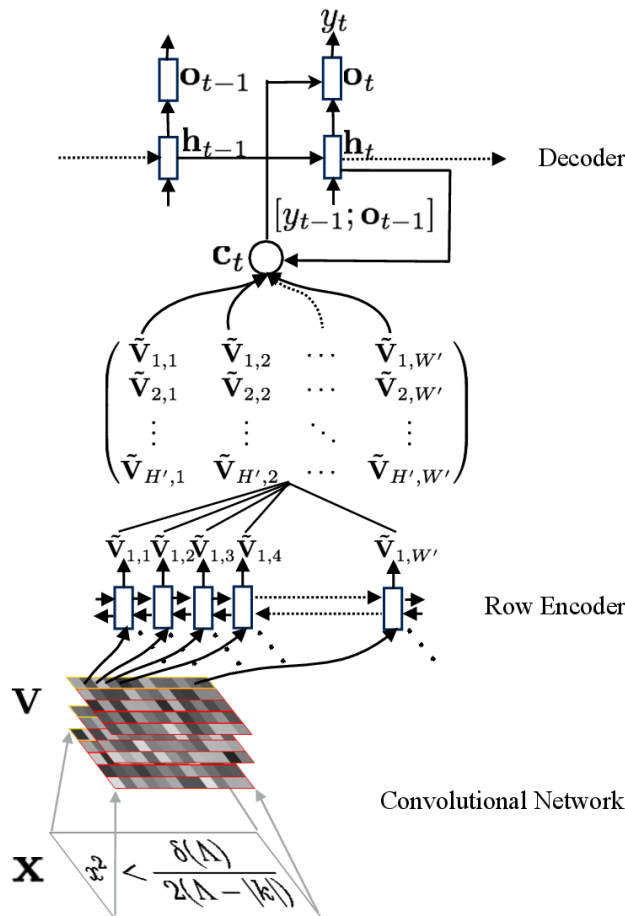 y_t
o_{t-1} o_t
h_{t-1} h_t
Decoder
[y_{t-1}; o_{t-1}]
c_t
Ṽ_{1,1} Ṽ_{1,2} ⋯ Ṽ_{1,W'}
Ṽ_{2,1} Ṽ_{2,2} ⋯ Ṽ_{2,W'}
⋮ ⋮ ⋱ ⋮
Ṽ_{H',1} Ṽ_{H',2} ⋯ Ṽ_{H',W'}
Ṽ_{1,1} Ṽ_{1,2} Ṽ_{1,3} Ṽ_{1,4} Ṽ_{1,W'}
Row Encoder
V
Convolutional Network
X
< \frac{δ(Λ)}{2(Λ − |k|)}